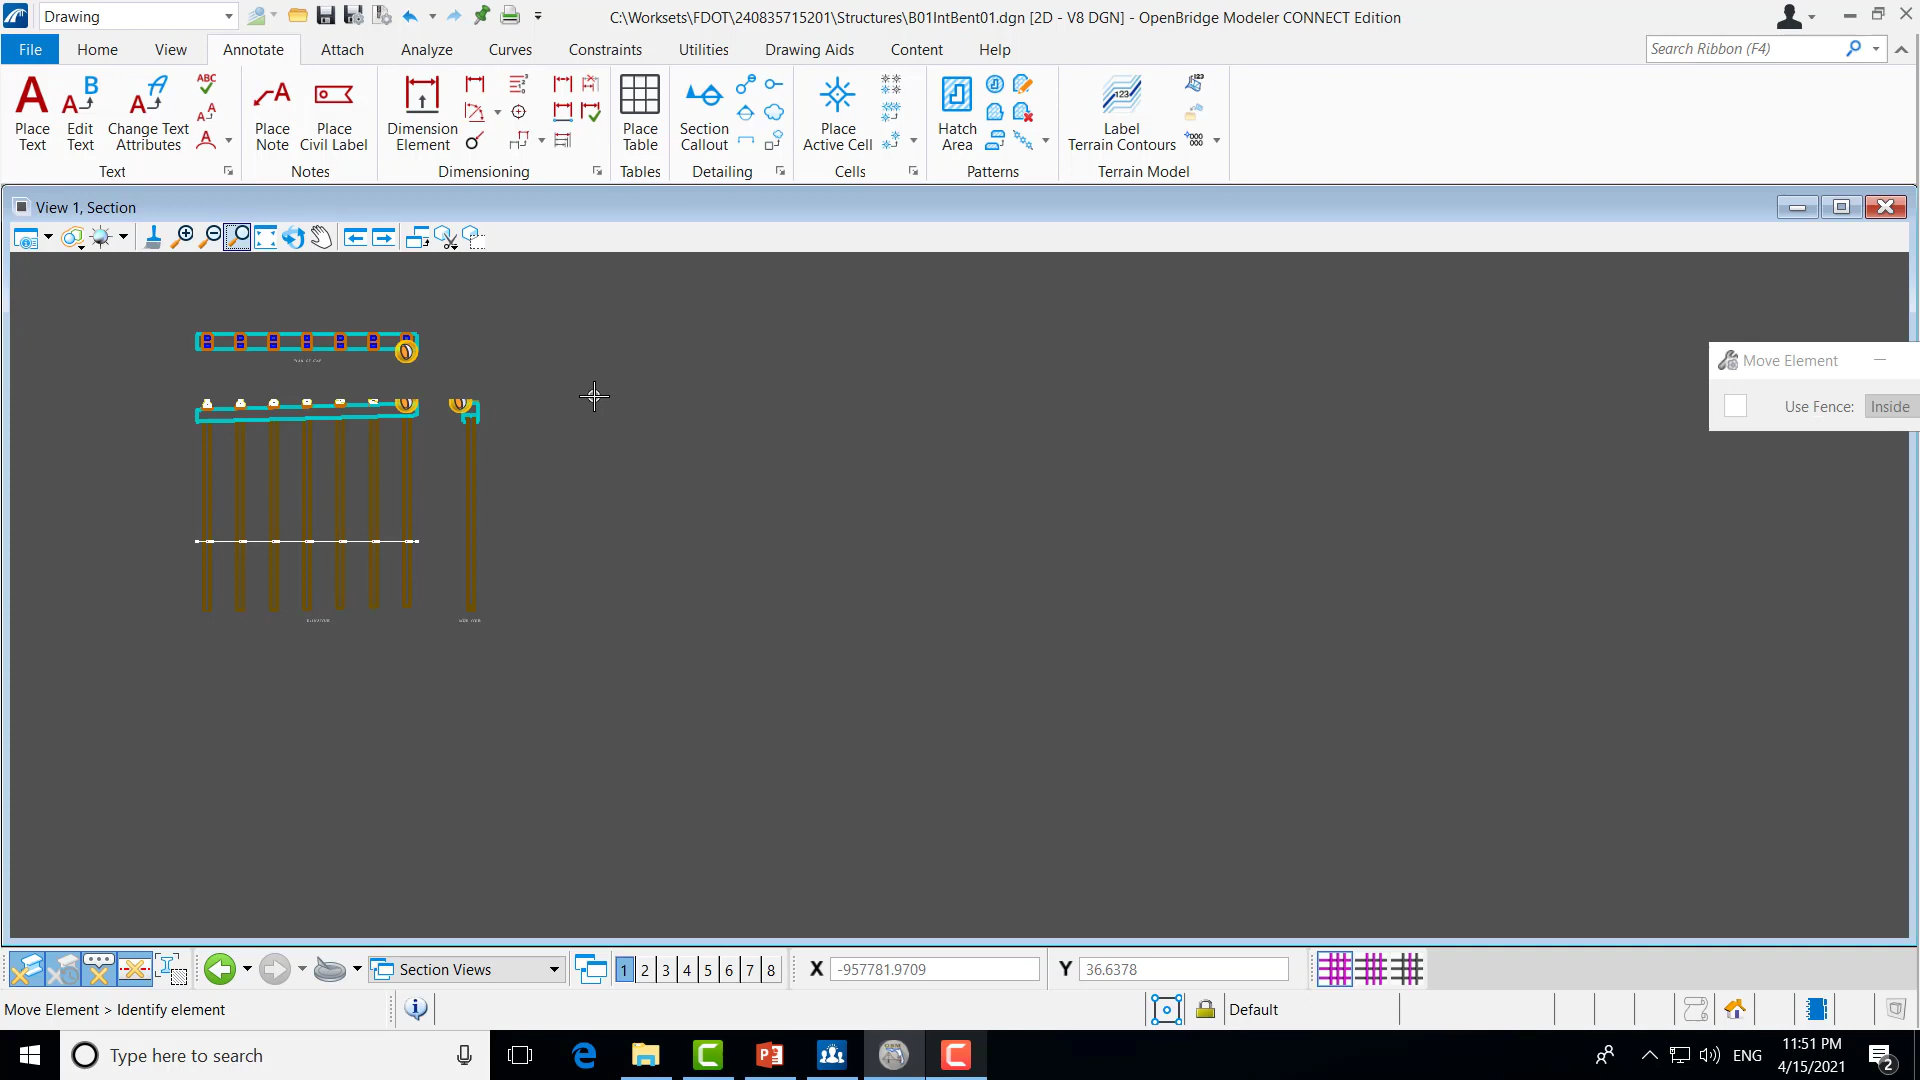 Drawing
C:\Worksets\FDOT\240835715201\Structures\B01IntBent01.dgn [2D - V8 DGN] - OpenBridge Modeler CONNECT Edition
File Home View Annotate Attach Analyze Curves Constraints Utilities Drawing Aids Content Help
Search Ribbon (F4)
Place Text
Edit Text
Change Text Attributes
ABC
Text
Place Note
Place Civil Label
Notes
Dimension Element
Dimensioning
Place Table
Tables
Section Callout
Detailing
Place Active Cell
Cells
Hatch Area
Patterns
Label Terrain Contours
Terrain Model
View 1, Section
Move Element
Use Fence: Inside
ELEVATION
Section Views
1 2 3 4 5 6 7 8
X -957781.9709
Y 36.6378
Move Element > Identify element
Default
Type here to search
ENG
11:51 PM
4/15/2021
2